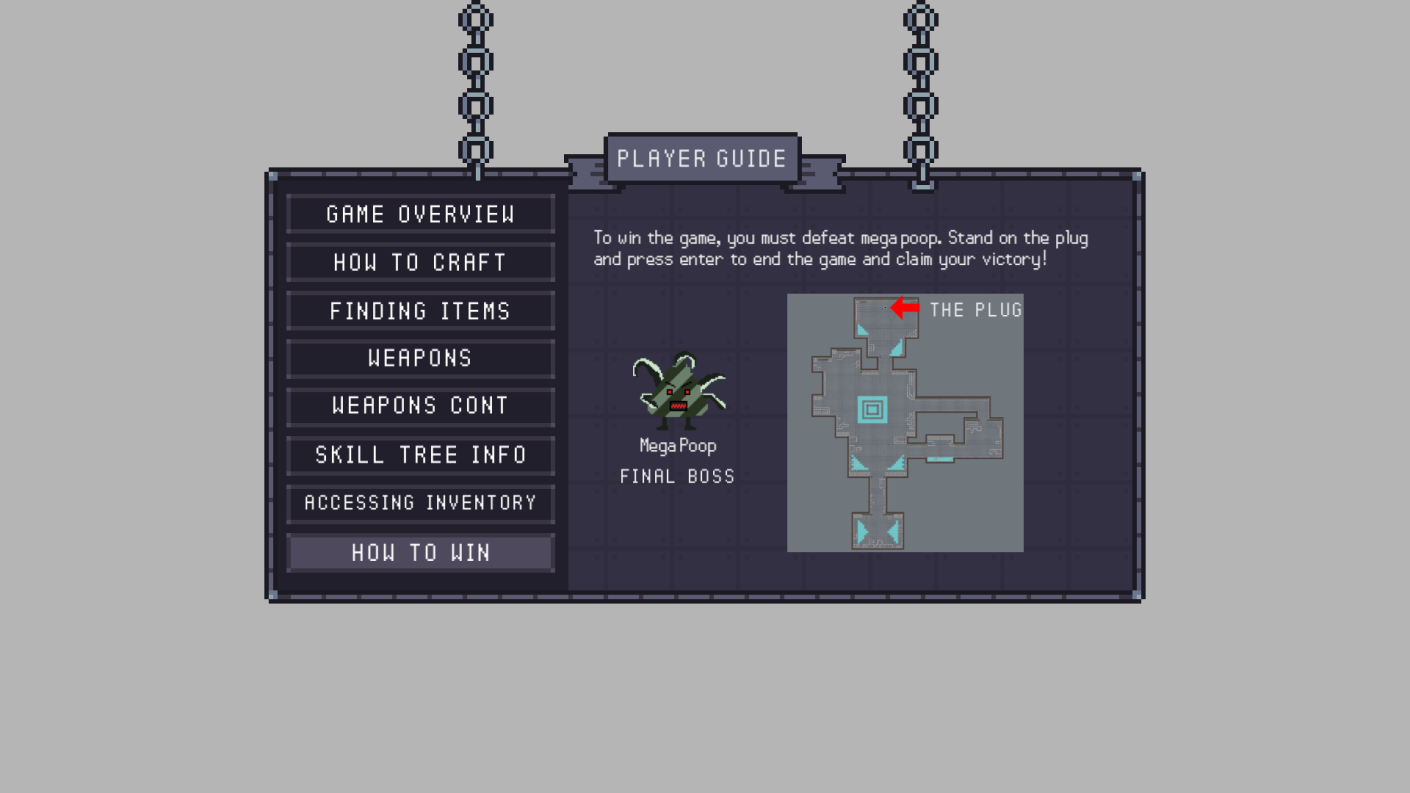 PLAYER GUIDE
GAME OVERVIEW
HOW TO CRAFT
FINDING ITEMS
WEAPONS
WEAPONS CONT
SKILL TREE INFO
ACCESSING INVENTORY
HOW TO WIN
To win the game, you must defeat mega poop. Stand on the plug
and press enter to end the game and claim your victory!
THE PLUG
Mega Poop
FINAL BOSS